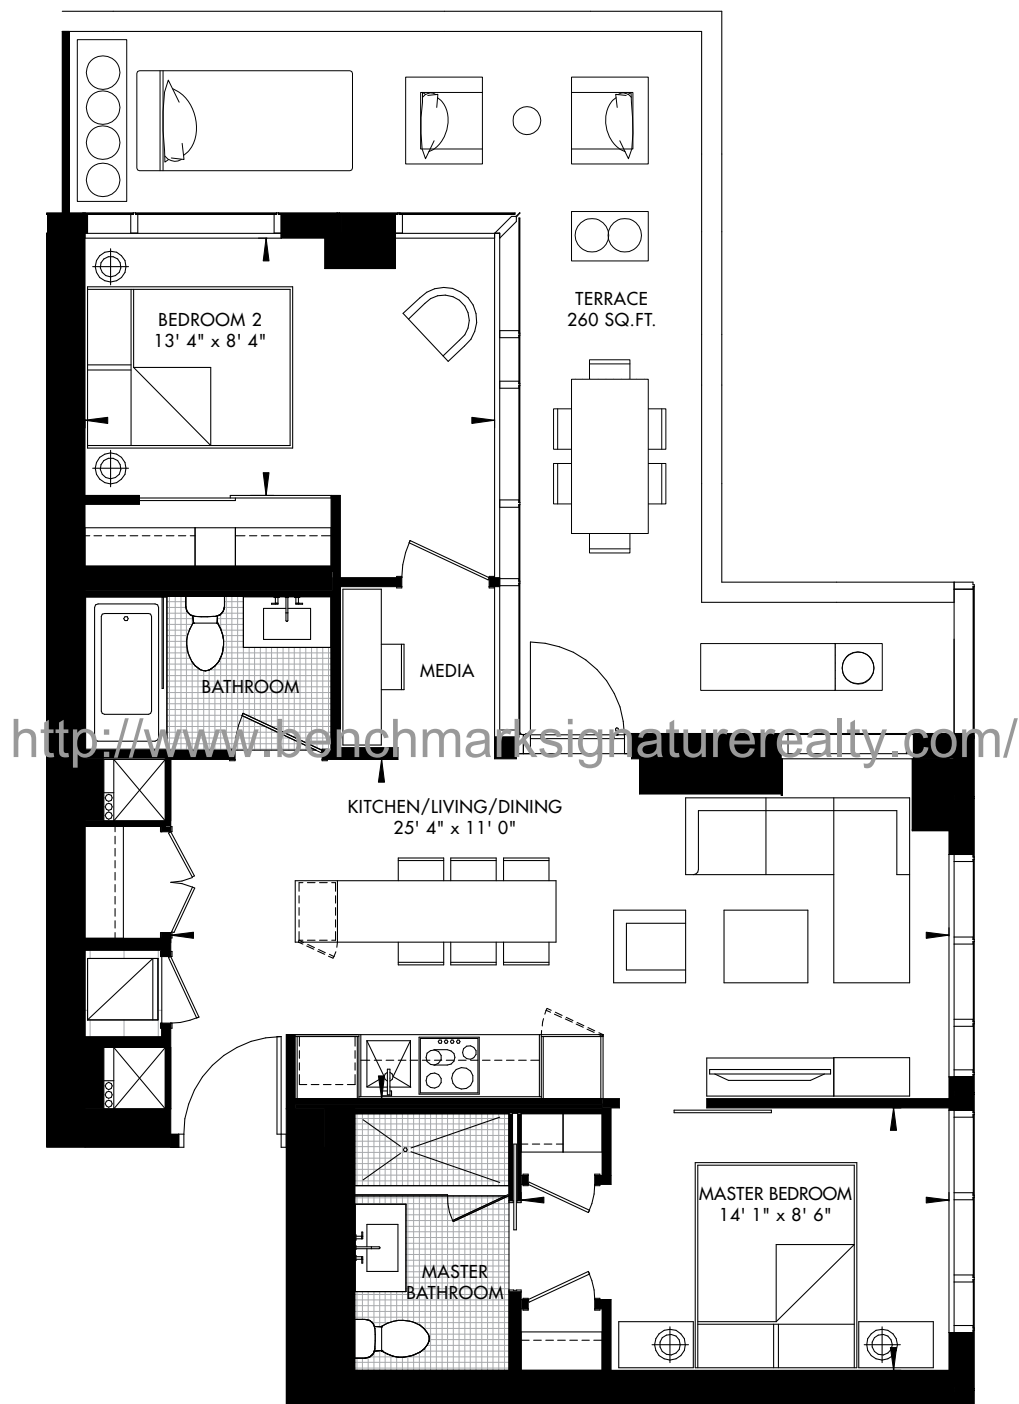 TERRACE
260 SQ.FT.
BEDROOM 2
13' 4" x 8' 4"
MEDIA
BATHROOM
http://www.benchmarksignaturerealty.com/
KITCHEN/LIVING/DINING
25' 4" x 11' 0"
MASTER BEDROOM
14' 1" x 8' 6"
MASTER
BATHROOM